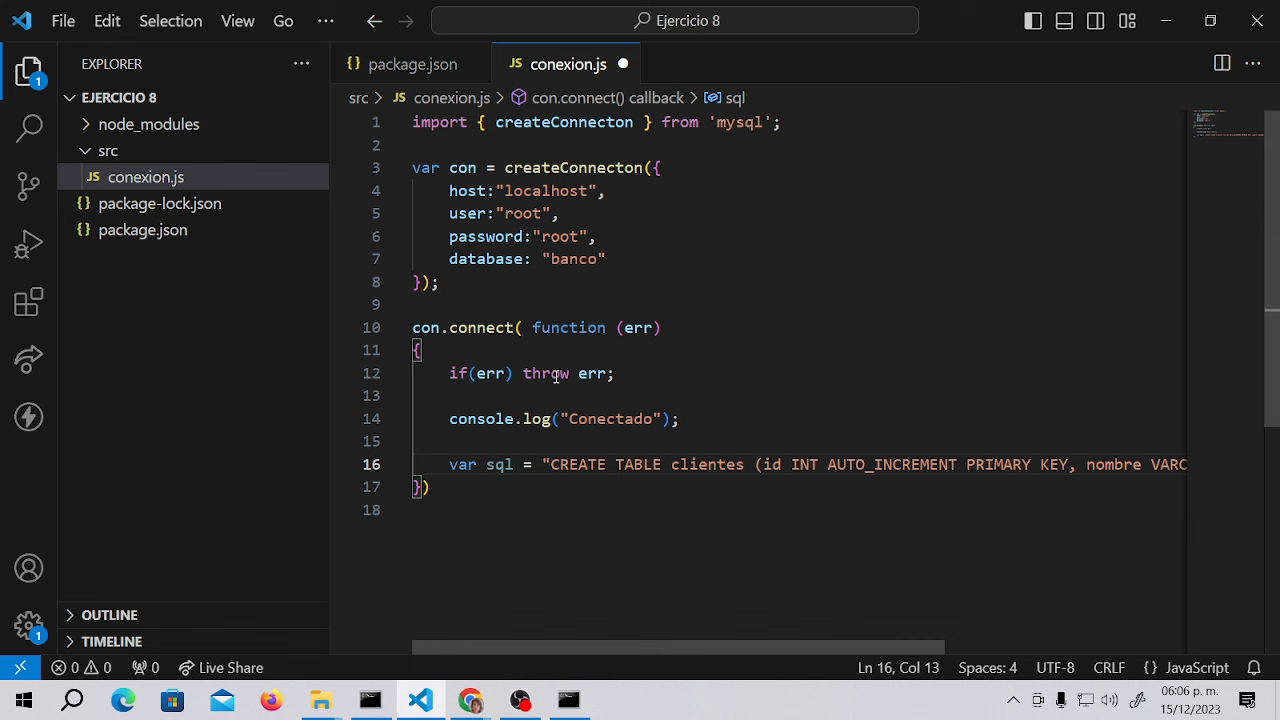 File Edit Selection View Go ··· Ejercicio 8
EXPLORER ···
EJERCICIO 8
node_modules
src
JS conexion.js
{} package-lock.json
{} package.json
OUTLINE
TIMELINE
1
1
{} package.json JS conexion.js
src > JS conexion.js > con.connect() callback > sql
1 import { createConnecton } from 'mysql';
2
3 var con = createConnecton({
4 host:"localhost",
5 user:"root",
6 password:"root",
7 database: "banco"
8 });
9
10 con.connect( function (err)
11 {
12 if(err) throw err;
13
14 console.log("Conectado");
15
16 var sql = "CREATE TABLE clientes (id INT AUTO_INCREMENT PRIMARY KEY, nombre VARC
17 })
18
0 0 0 Live Share Ln 16, Col 13 Spaces: 4 UTF-8 CRLF {} JavaScript
06:06 p. m.
15/12/2023